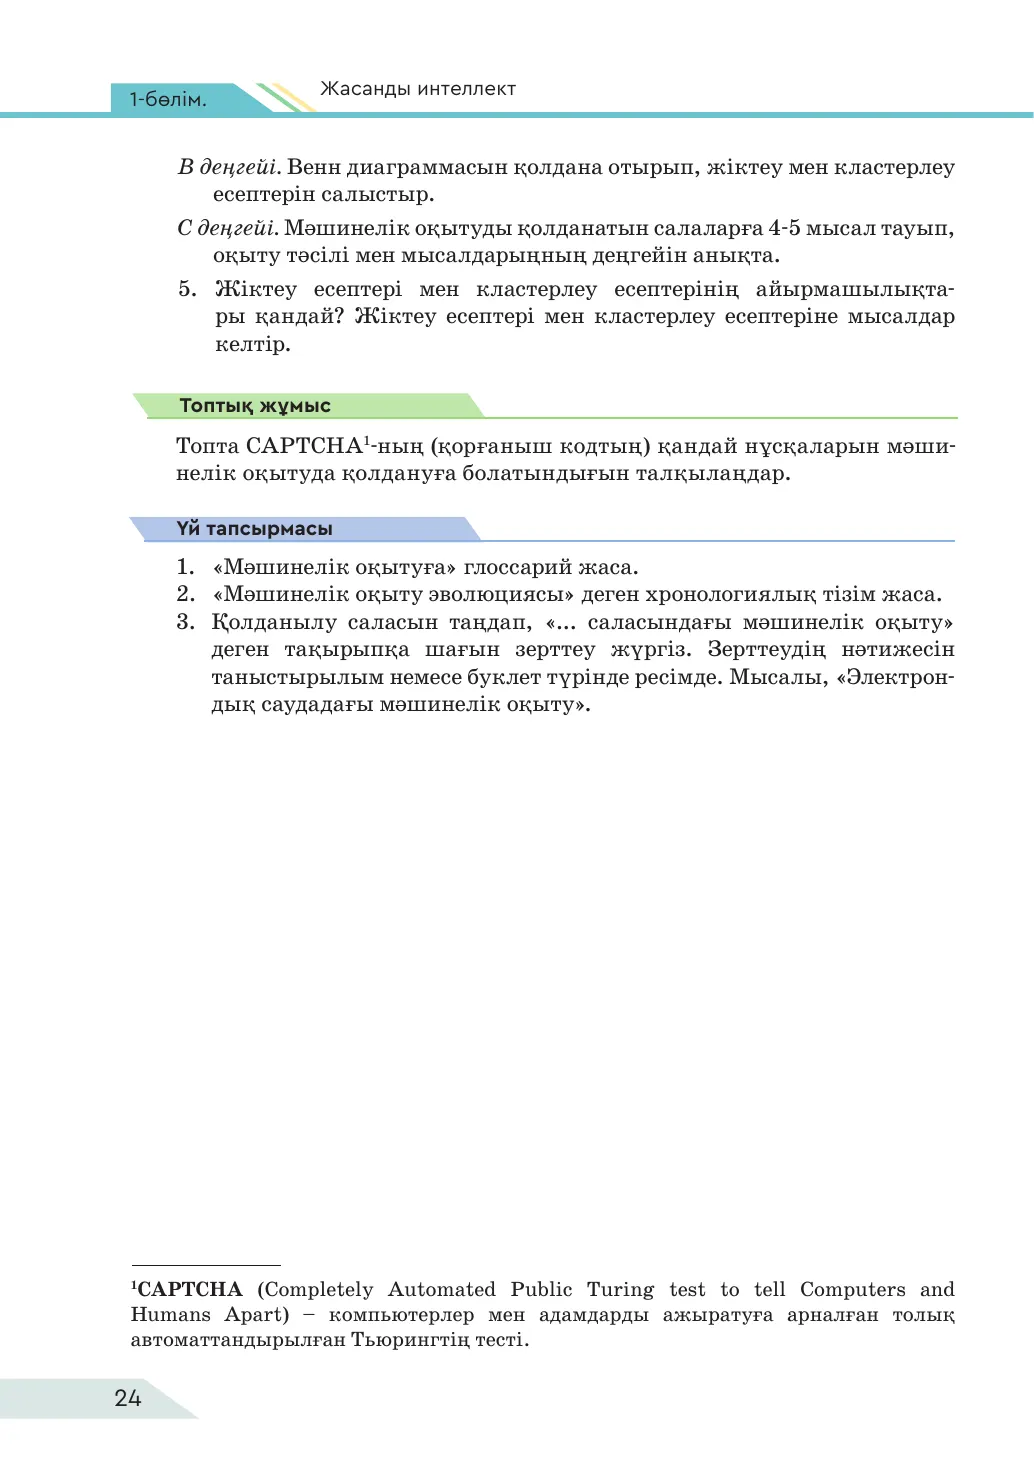 1-бөлім.
Жасанды интеллект
B деңгейі. Венн диаграммасын қолдана отырып, жіктеу мен кластерлеу
есептерін салыстыр.
C деңгейі. Мәшинелік оқытуды қолданатын салаларға 4-5 мысал тауып,
оқыту тәсілі мен мысалдарыңның деңгейін анықта.
5. Жіктеу есептері мен кластерлеу есептерінің айырмашылықта-
ры қандай? Жіктеу есептері мен кластерлеу есептеріне мысалдар
келтір.
Топтық жұмыс
Топта CAPTCHA¹-ның (қорғаныш кодтың) қандай нұсқаларын мәши-
нелік оқытуда қолдануға болатындығын талқылаңдар.
Үй тапсырмасы
1. «Мәшинелік оқытуға» глоссарий жаса.
2. «Мәшинелік оқыту эволюциясы» деген хронологиялық тізім жаса.
3. Қолданылу саласын таңдап, «... саласындағы мәшинелік оқыту»
деген тақырыпқа шағын зерттеу жүргіз. Зерттеудің нәтижесін
таныстырылым немесе буклет түрінде ресімде. Мысалы, «Электрон-
дық саудадағы мәшинелік оқыту».
¹CAPTCHA (Completely Automated Public Turing test to tell Computers and
Humans Apart) – компьютерлер мен адамдарды ажыратуға арналған толық
автоматтандырылған Тьюрингтің тесті.
24